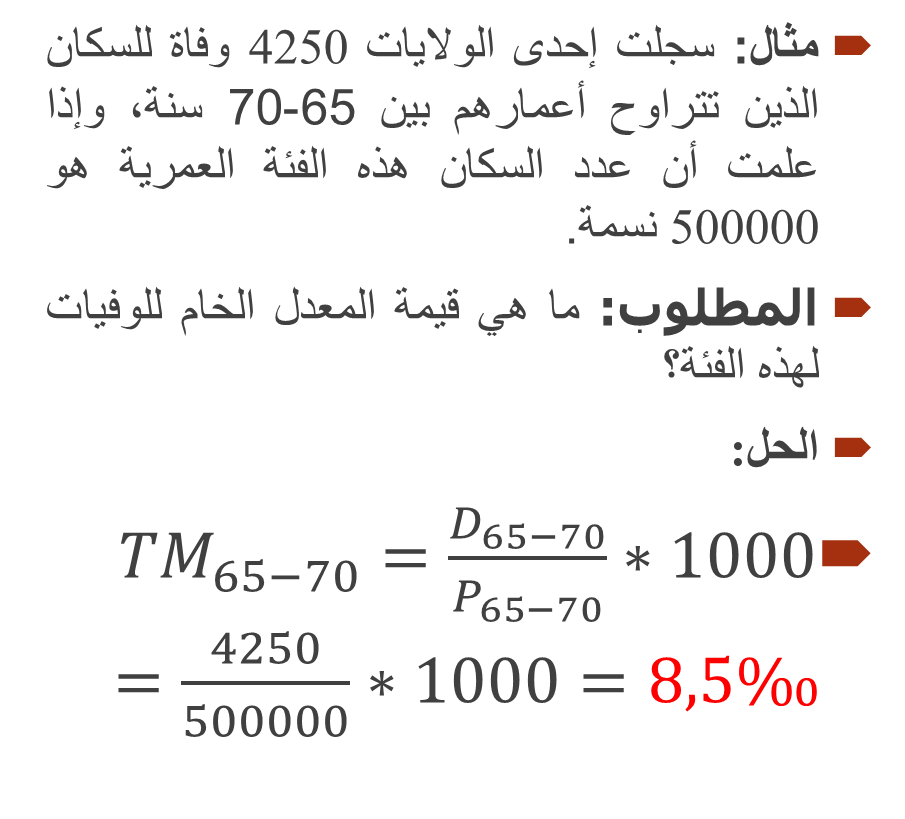 مثال: سجلت إحدى الولايات 4250 وفاة للسكان
الذين تتراوح أعمارهم بين 65-70 سنة، وإذا
علمت أن عدد السكان هذه الفئة العمرية هو
500000 نسمة.
المطلوب: ما هي قيمة المعدل الخام للوفيات
لهذه الفئة؟
الحل:
$TM_{65-70} = \frac{D_{65-70}}{P_{65-70}} * 1000$
$= \frac{4250}{500000} * 1000 = 8,5‰$